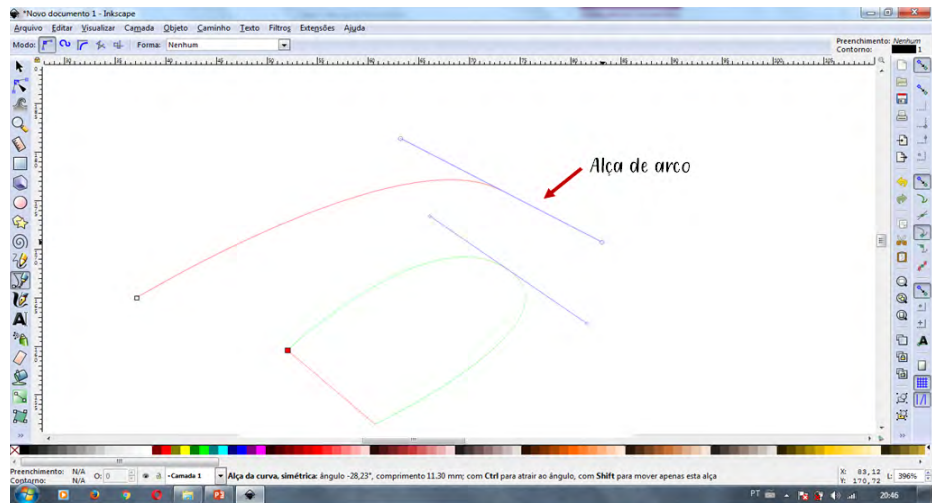 *Novo documento 1 - Inkscape
Arquivo Editar Visualizar Camada Objeto Caminho Texto Filtros Extensões Ajuda
Modo: Forma: Nenhum
Preenchimento: Nenhum
Contorno: 1
Alça de arco
Preenchimento: N/A
Contorno: N/A
O: 0
•Camada 1
Alça da curva, simétrica: ângulo -28,23°, comprimento 11,30 mm; com Ctrl para atrair ao ângulo, com Shift para mover apenas esta alça
X: 83,12
Y: 170,72
396%
PT
20:46